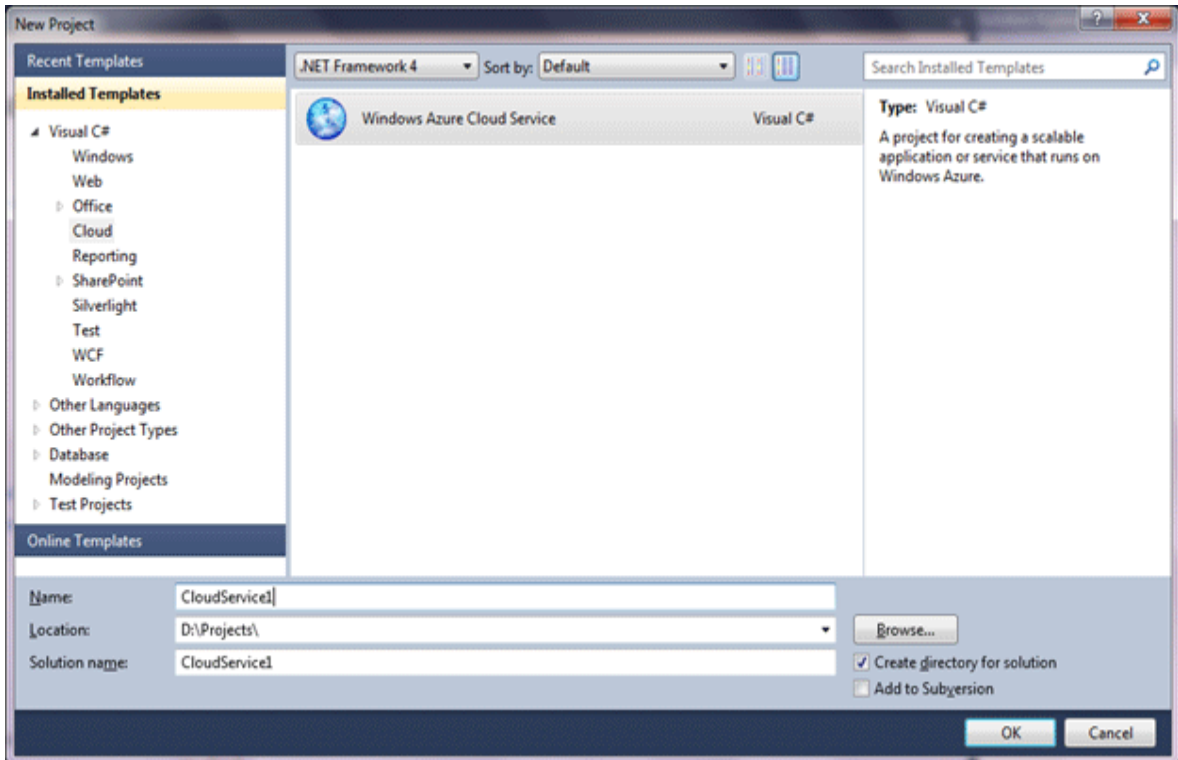 New Project
Recent Templates
Installed Templates
Visual C#
Windows
Web
Office
Cloud
Reporting
SharePoint
Silverlight
Test
WCF
Workflow
Other Languages
Other Project Types
Database
Modeling Projects
Test Projects
Online Templates
.NET Framework 4 Sort by: Default
Windows Azure Cloud Service Visual C#
Search Installed Templates
Type: Visual C#
A project for creating a scalable
application or service that runs on
Windows Azure.
Name: CloudService1
Location: D:\Projects\ Browse...
Solution name: CloudService1 Create directory for solution
Add to Subversion
OK Cancel